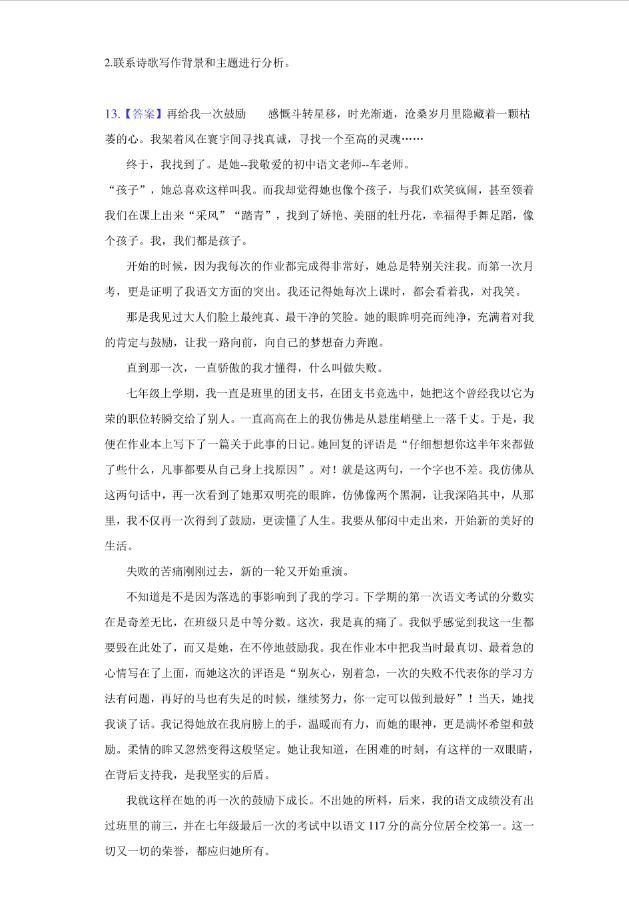 2.联系诗歌写作背景和主题进行分析。
13.【答案】再给我一次鼓励 感慨斗转星移，时光渐逝，沧桑岁月里隐藏着一颗枯
萎的心。我架着风在寰宇间寻找真诚，寻找一个至高的灵魂……
终于，我找到了。是她--我敬爱的初中语文老师--车老师。
“孩子”，她总喜欢这样叫我。而我却觉得她也像个孩子，与我们欢笑疯闹，甚至领着
我们在课上出来“采风”“踏青”，找到了娇艳、美丽的牡丹花，幸福得手舞足蹈，像
个孩子。我，我们都是孩子。
开始的时候，因为我每次的作业都完成得非常好，她总是特别关注我。而第一次月
考，更是证明了我语文方面的突出。我还记得她每次上课时，都会看着我，对我笑。
那是我见过大人们脸上最纯真、最干净的笑脸。她的眼眸明亮而纯净，充满着对我
的肯定与鼓励，让我一路向前，向自己的梦想奋力奔跑。
直到那一次，一直骄傲的我才懂得，什么叫做失败。
七年级上学期，我一直是班里的团支书，在团支书竞选中，她把这个曾经我以它为
荣的职位转瞬交给了别人。一直高高在上的我仿佛是从悬崖峭壁上一落千丈。于是，我
便在作业本上写下了一篇关于此事的日记。她回复的评语是“仔细想想你这半年来都做
了些什么，凡事都要从自己身上找原因”。对！就是这两句，一个字也不差。我仿佛从
这两句话中，再一次看到了她那双明亮的眼眸，仿佛像两个黑洞，让我深陷其中，从那
里，我不仅再一次得到了鼓励，更读懂了人生。我要从郁闷中走出来，开始新的美好的
生活。
失败的苦痛刚刚过去，新的一轮又开始重演。
不知道是不是因为落选的事影响到了我的学习。下学期的第一次语文考试的分数实
在是奇差无比，在班级只是中等分数。这次，我是真的痛了。我似乎感觉到我这一生都
要毁在此处了，而又是她，在不停地鼓励我。我在作业本中把我当时最真切、最着急的
心情写在了上面，而她这次的评语是“别灰心，别着急，一次的失败不代表你的学习方
法有问题，再好的马也有失足的时候，继续努力，你一定可以做到最好”！当天，她找
我谈了话。我记得她放在我肩膀上的手，温暖而有力，而她的眼神，更是满怀希望和鼓
励。柔情的眸又忽然变得这般坚定。她让我知道，在困难的时刻，有这样的一双眼睛，
在背后支持我，是我坚实的后盾。
我就这样在她的再一次的鼓励下成长。不出她的所料，后来，我的语文成绩没有出
过班里的前三，并在七年级最后一次的考试中以语文 117 分的高分位居全校第一。这一
切又一切的荣誉，都应归她所有。